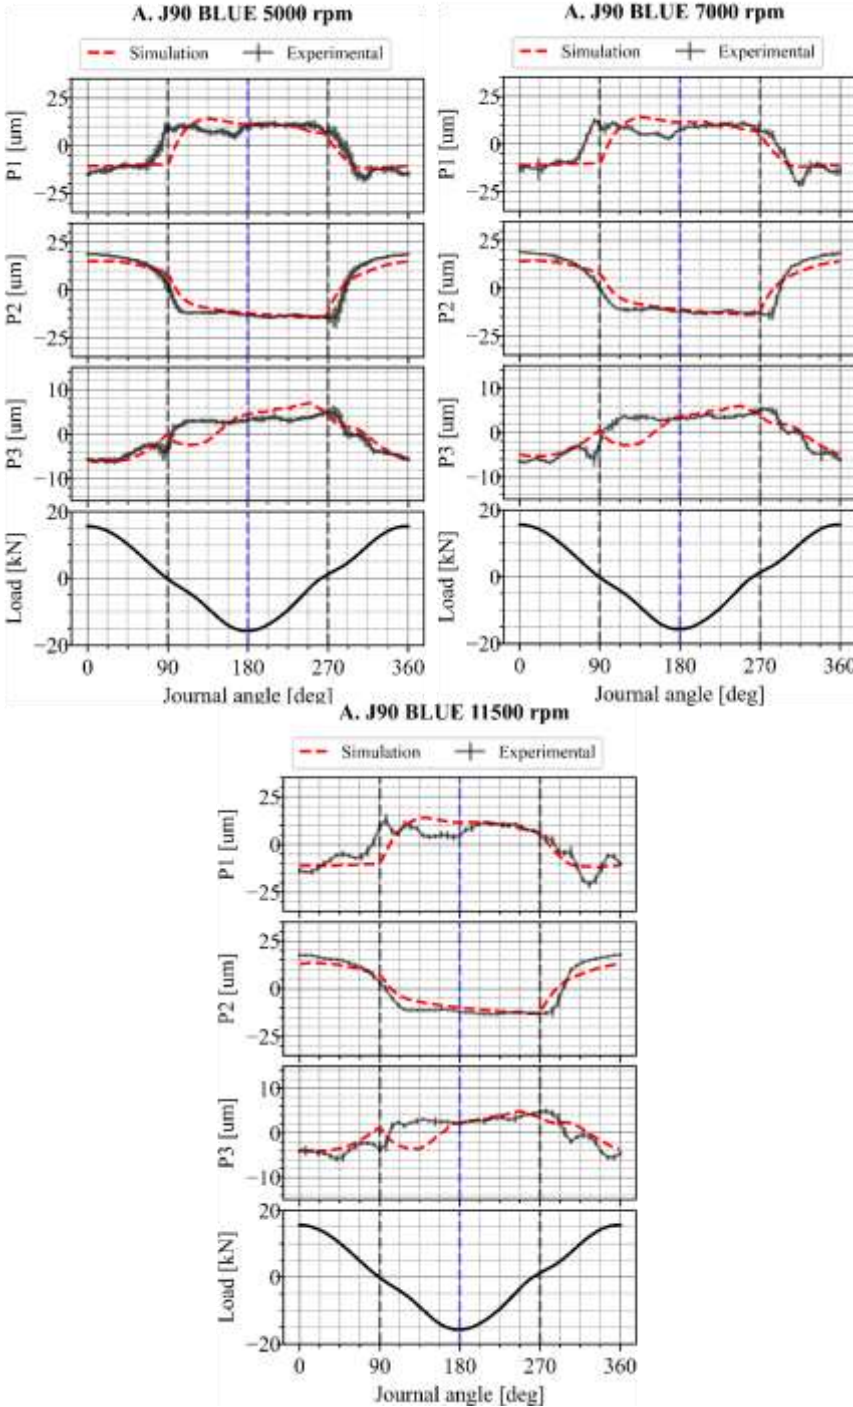 A. J90 BLUE 5000 rpm
Simulation Experimental
P1 [um]
25
0
−25
P2 [um]
25
0
−25
P3 [um]
10
0
−10
Load [kN]
20
0
−20
0 90 180 270 360
Journal angle [deg]
A. J90 BLUE 7000 rpm
Simulation Experimental
P1 [um]
25
0
−25
P2 [um]
25
0
−25
P3 [um]
10
0
−10
Load [kN]
20
0
−20
0 90 180 270 360
Journal angle [deg]
A. J90 BLUE 11500 rpm
Simulation Experimental
P1 [um]
25
0
−25
P2 [um]
25
0
−25
P3 [um]
10
0
−10
Load [kN]
20
0
−20
0 90 180 270 360
Journal angle [deg]